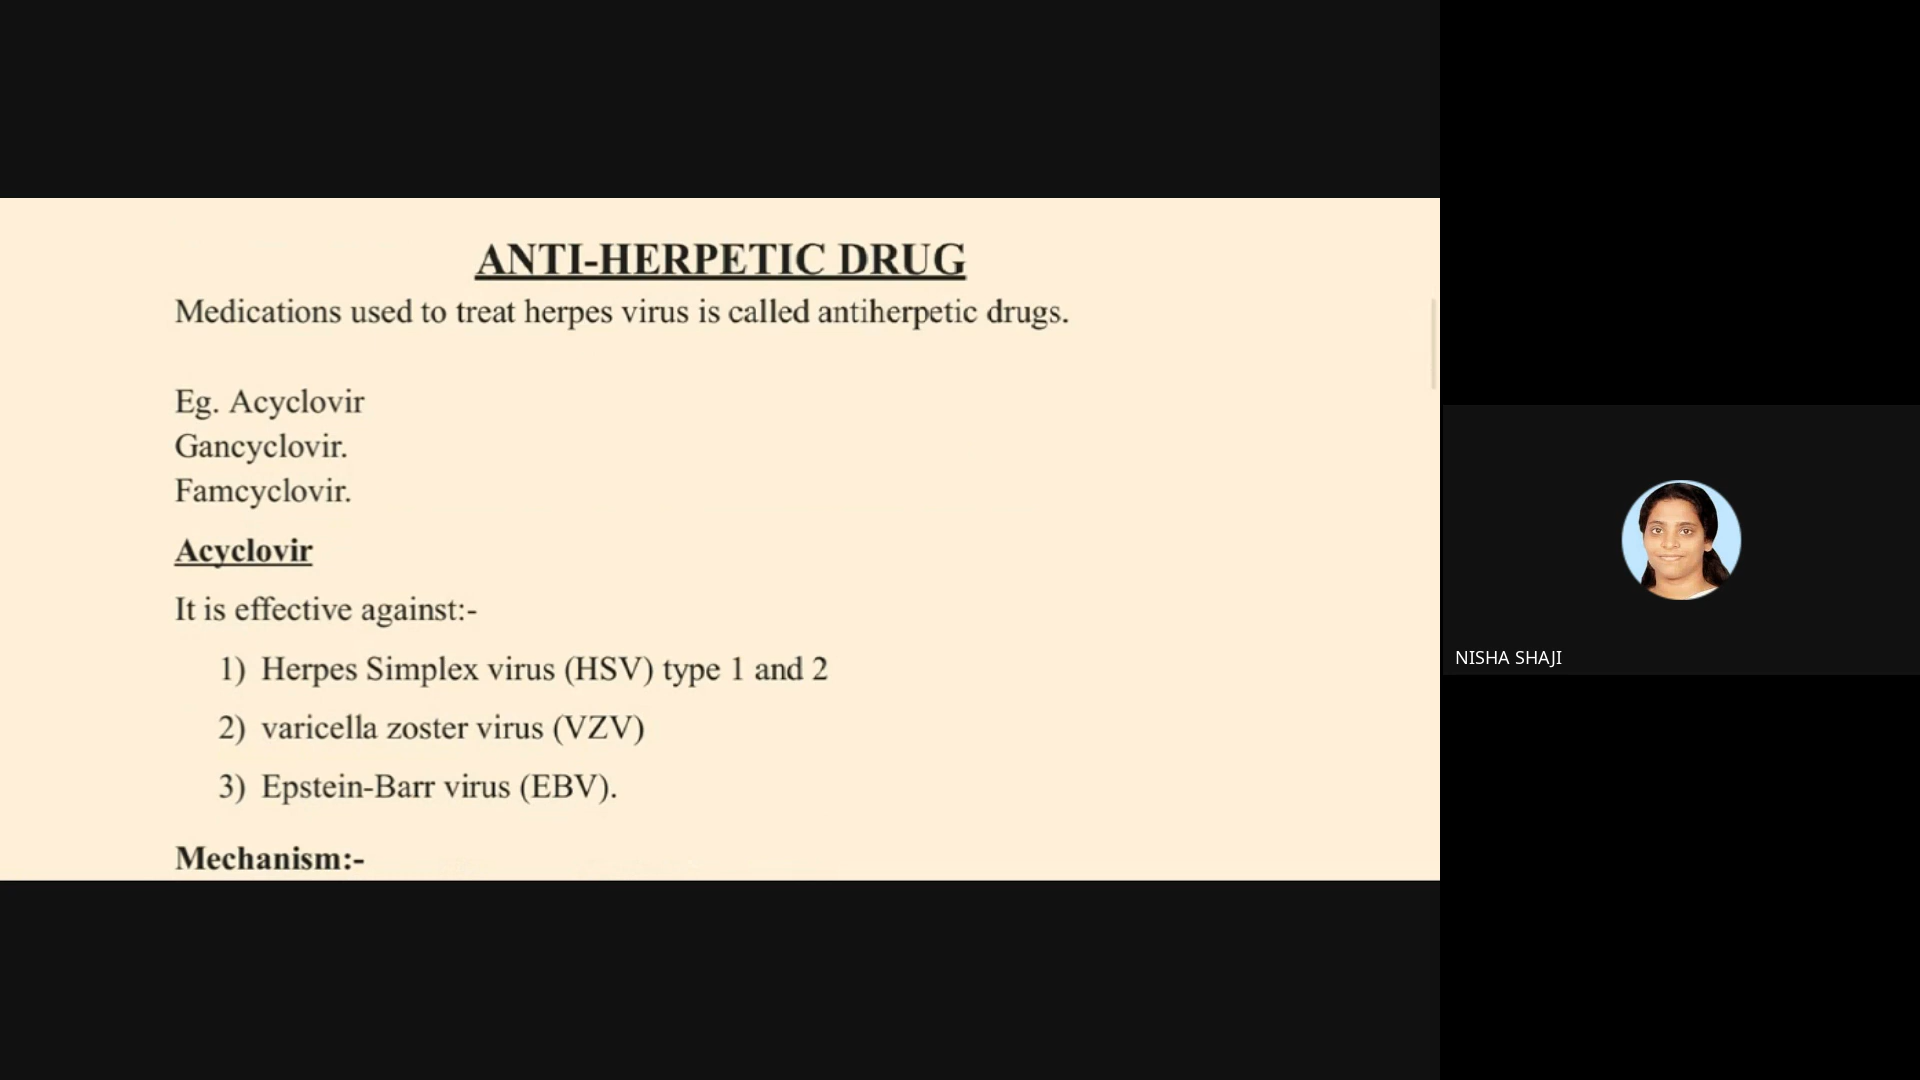 ANTI-HERPETIC DRUG
Medications used to treat herpes virus is called antiherpetic drugs.
Eg. Acyclovir
Gancyclovir.
Famcyclovir.
Acyclovir
It is effective against:-
1) Herpes Simplex virus (HSV) type 1 and 2
2) varicella zoster virus (VZV)
3) Epstein-Barr virus (EBV).
Mechanism:-
NISHA SHAJI